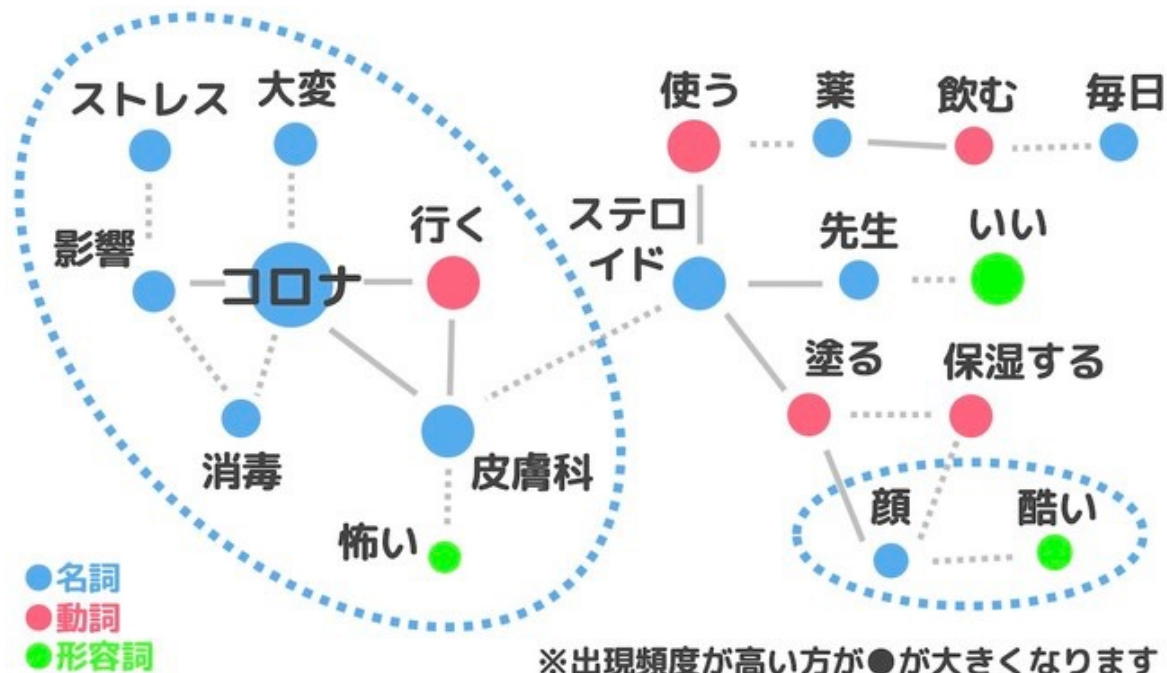 ストレス
大変
影響
コロナ
行く
消毒
皮膚科
怖い
使う
薬
飲む
毎日
ステロ
イド
先生
いい
塗る
保湿する
顔
酷い
名詞
動詞
形容詞
※出現頻度が高い方が●が大きくなります